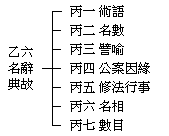 乙六名辭典故
丙一 術語
丙二 名數
丙三 譬喻
丙四 公案因緣
丙五 修法行事
丙六 名相
丙七 數目